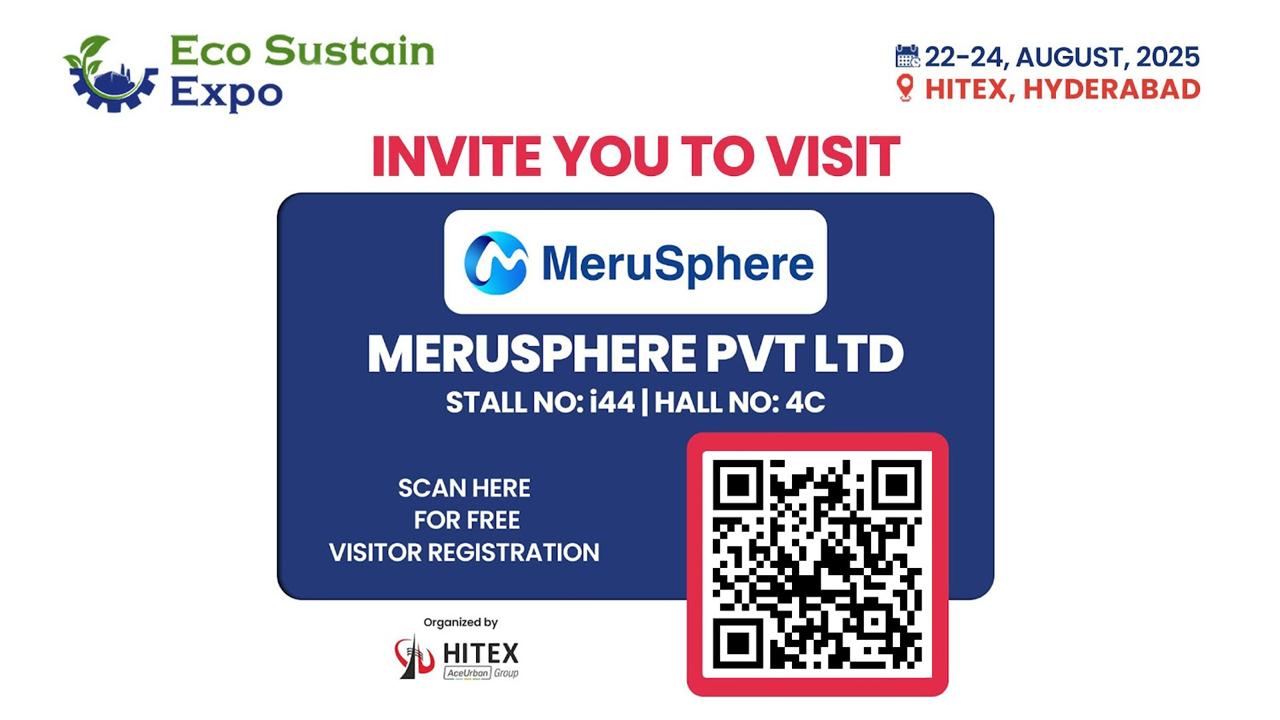 Eco Sustain
Expo
22-24, AUGUST, 2025
HITEX, HYDERABAD
INVITE YOU TO VISIT
MeruSphere
MERUSPHERE PVT LTD
STALL NO: i44 | HALL NO: 4C
SCAN HERE
FOR FREE
VISITOR REGISTRATION
Organized by
HITEX
AceUrban Group